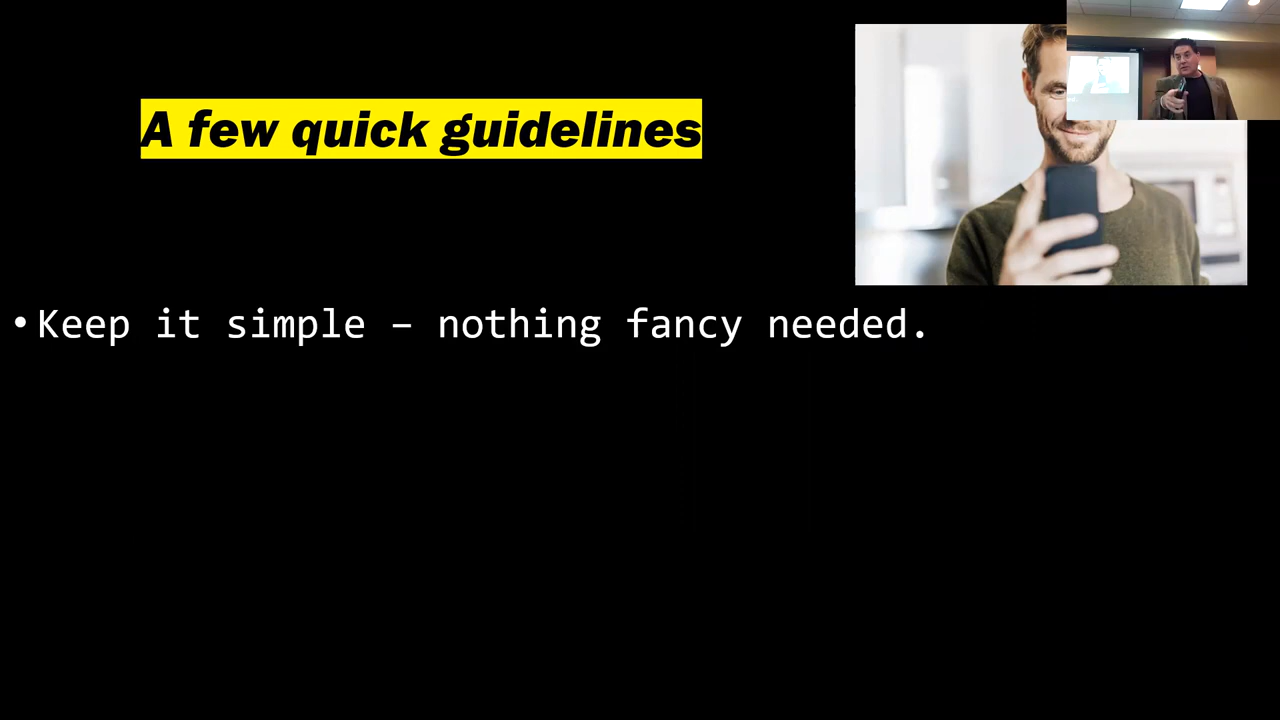 A few quick guidelines
• Keep it simple – nothing fancy needed.